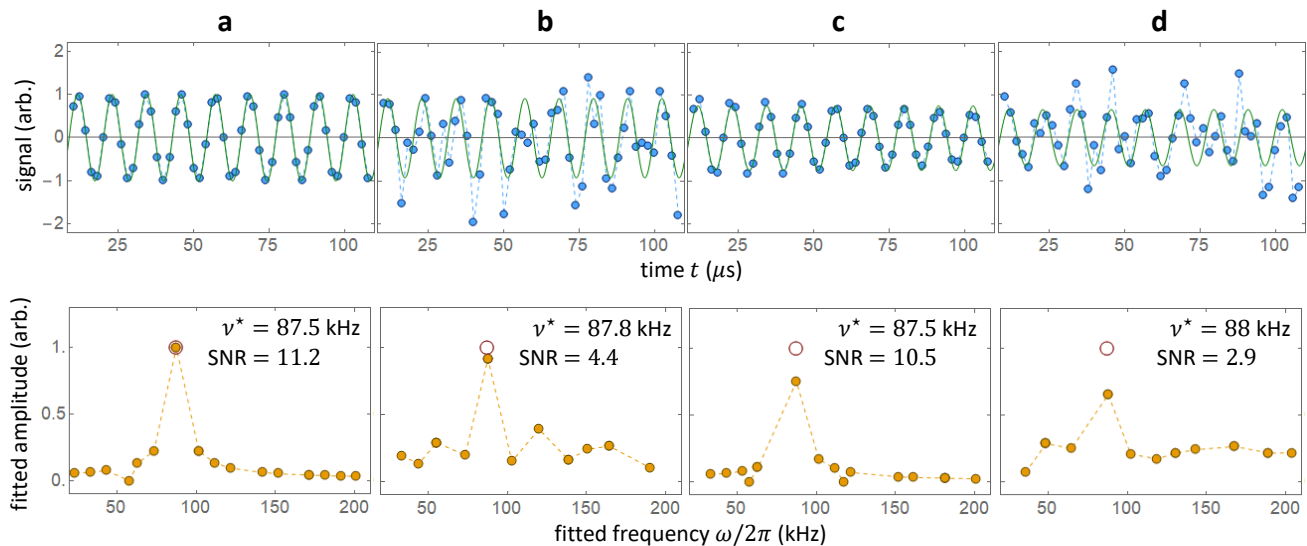 a b c d
signal (arb.)
2
1
0
−1
−2
25 50 75 100 25 50 75 100 25 50 75 100 25 50 75 100
time t (μs)
fitted amplitude (arb.)
1.
0.5
0.
ν* = 87.5 kHz
SNR = 11.2
ν* = 87.8 kHz
SNR = 4.4
ν* = 87.5 kHz
SNR = 10.5
ν* = 88 kHz
SNR = 2.9
50 100 150 200 50 100 150 200 50 100 150 200 50 100 150 200
fitted frequency ω/2π (kHz)